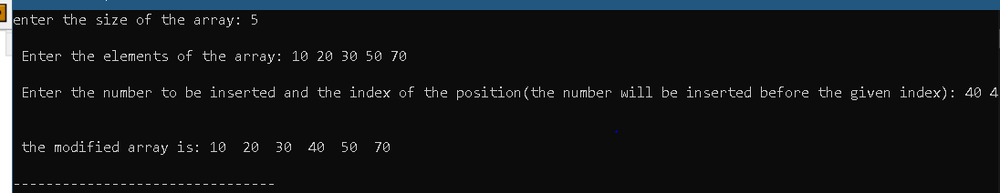 enter the size of the array: 5
Enter the elements of the array: 10 20 30 50 70
Enter the number to be inserted and the index of the position(the number will be inserted before the given index): 40 4
the modified array is: 10 20 30 40 50 70
--------------------------------